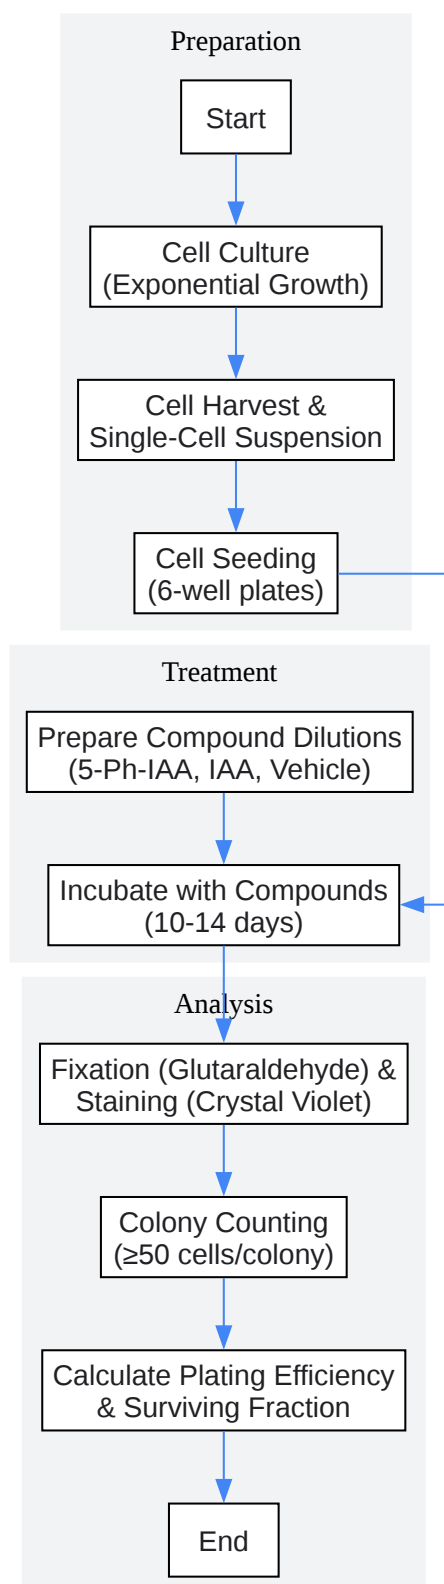 Preparation
Start
Cell Culture
(Exponential Growth)
Cell Harvest &
Single-Cell Suspension
Cell Seeding
(6-well plates)
Treatment
Prepare Compound Dilutions
(5-Ph-IAA, IAA, Vehicle)
Incubate with Compounds
(10-14 days)
Analysis
Fixation (Glutaraldehyde) &
Staining (Crystal Violet)
Colony Counting
(≥50 cells/colony)
Calculate Plating Efficiency
& Surviving Fraction
End